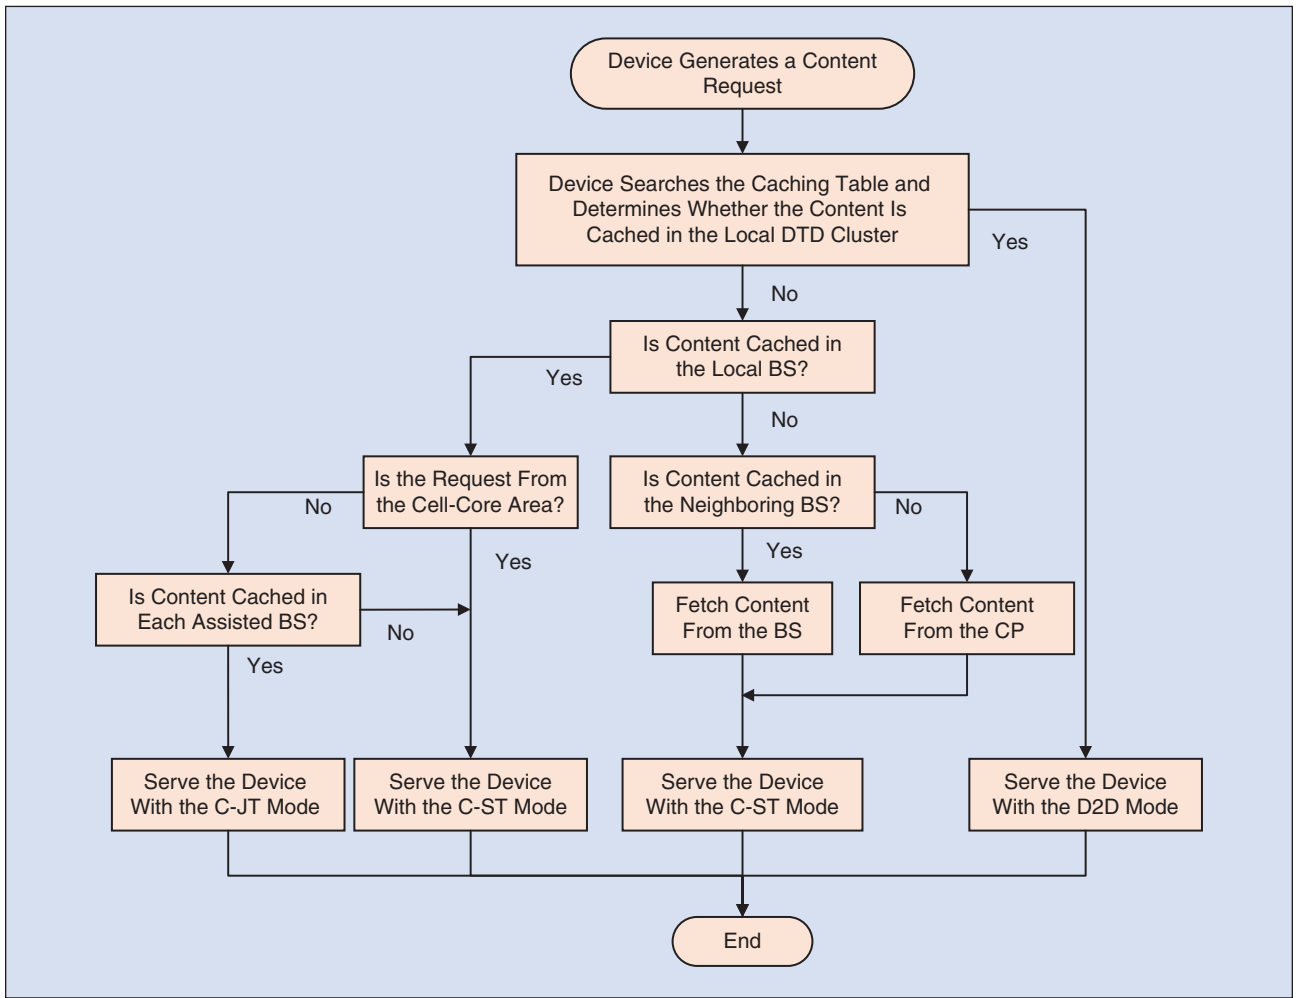 Device Generates a Content
Request
Device Searches the Caching Table and
Determines Whether the Content Is
Cached in the Local DTD Cluster
Yes
No
Is Content Cached in
the Local BS?
Yes
No
Is the Request From
the Cell-Core Area?
Is Content Cached in
the Neighboring BS?
No
No
Yes
Yes
Is Content Cached in
Each Assisted BS?
Fetch Content
From the BS
Fetch Content
From the CP
No
Yes
Serve the Device
With the C-JT Mode
Serve the Device
With the C-ST Mode
Serve the Device
With the C-ST Mode
Serve the Device
With the D2D Mode
End